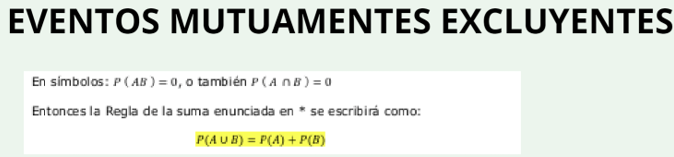 EVENTOS MUTUAMENTES EXCLUYENTES
En símbolos: P ( AB ) = 0, o también P ( A ∩ B ) = 0
Entonces la Regla de la suma enunciada en * se escribirá como:
P(A ∪ B) = P(A) + P(B)